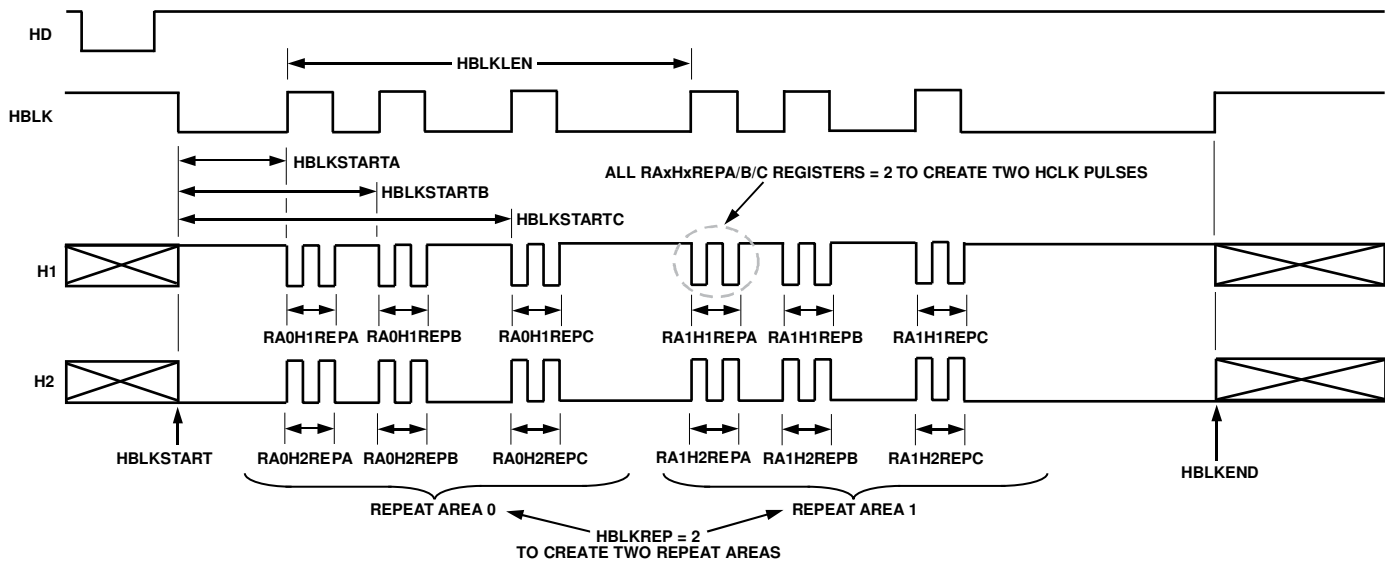 HD
HBLKLEN
HBLK
HBLKSTARTA
ALL RAxHxREPA/B/C REGISTERS = 2 TO CREATE TWO HCLK PULSES
HBLKSTARTB
HBLKSTARTC
H1
RA0H1REPA RA0H1REPB RA0H1REPC RA1H1REPA RA1H1REPB RA1H1REPC
H2
HBLKSTART
RA0H2REPA RA0H2REPB RA0H2REPC RA1H2REPA RA1H2REPB RA1H2REPC
HBLKEND
REPEAT AREA 0 REPEAT AREA 1
HBLKREP = 2
TO CREATE TWO REPEAT AREAS